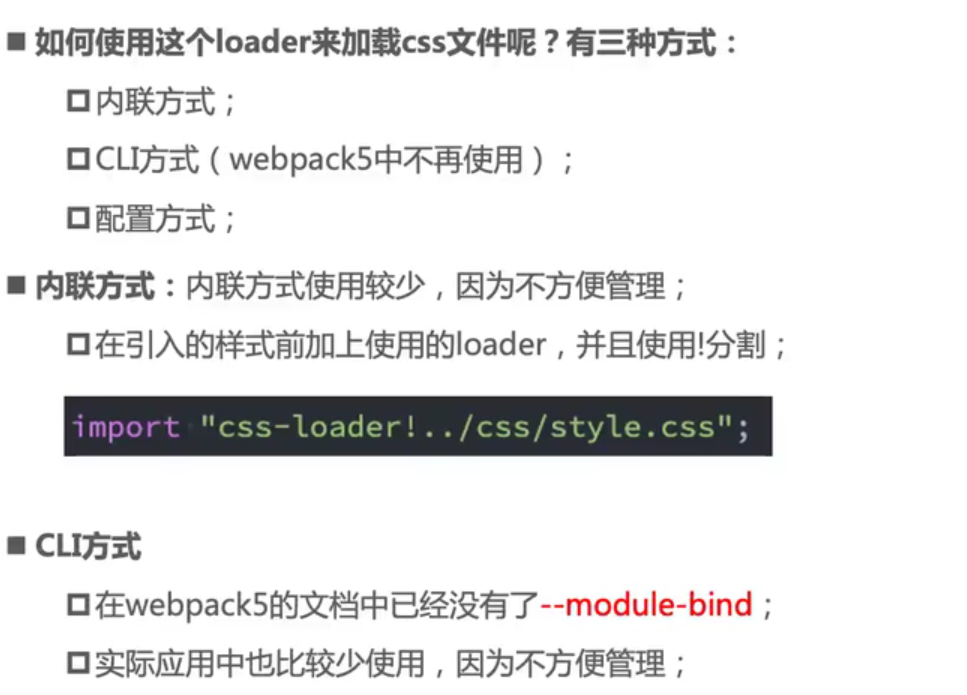 如何使用这个loader来加载css文件呢？有三种方式：
内联方式；
CLI方式（webpack5中不再使用）；
配置方式；
内联方式：内联方式使用较少，因为不方便管理；
在引入的样式前加上使用的loader，并且使用!分割；
import "css-loader!../css/style.css";
CLI方式
在webpack5的文档中已经没有了--module-bind；
实际应用中也比较少使用，因为不方便管理；